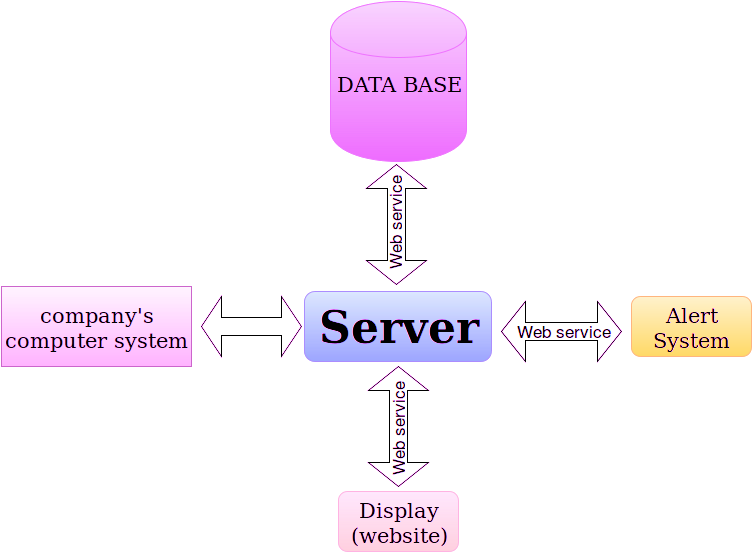 DATA BASE
Web service
company's
computer system
Server
Web service
Alert
System
Web service
Display
(website)